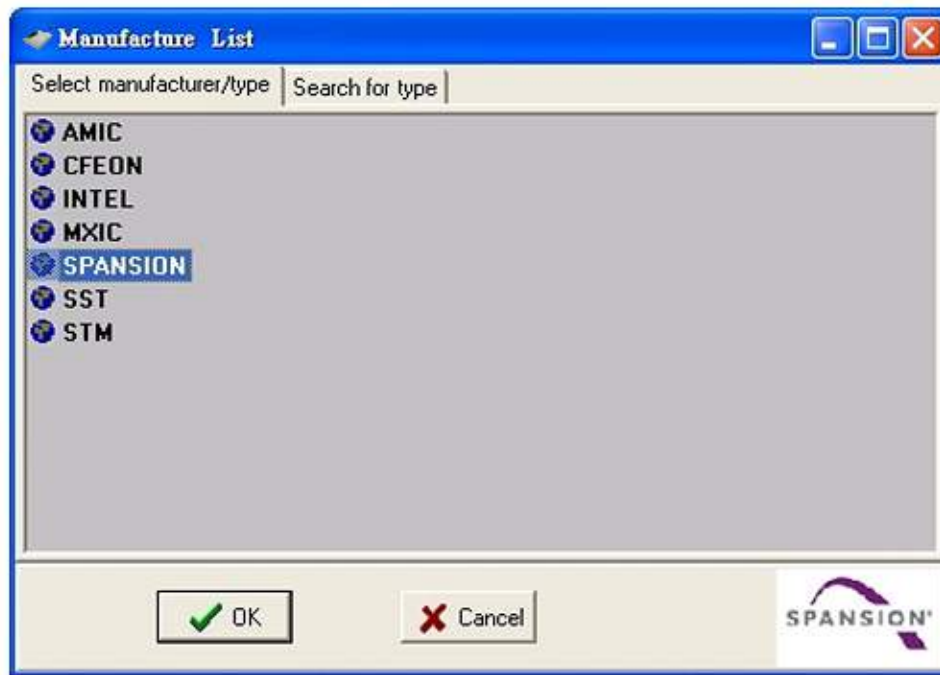 Manufacture List
Select manufacturer/type
Search for type
AMIC
CFEON
INTEL
MXIC
SPANSION
SST
STM
OK
Cancel
SPANSION